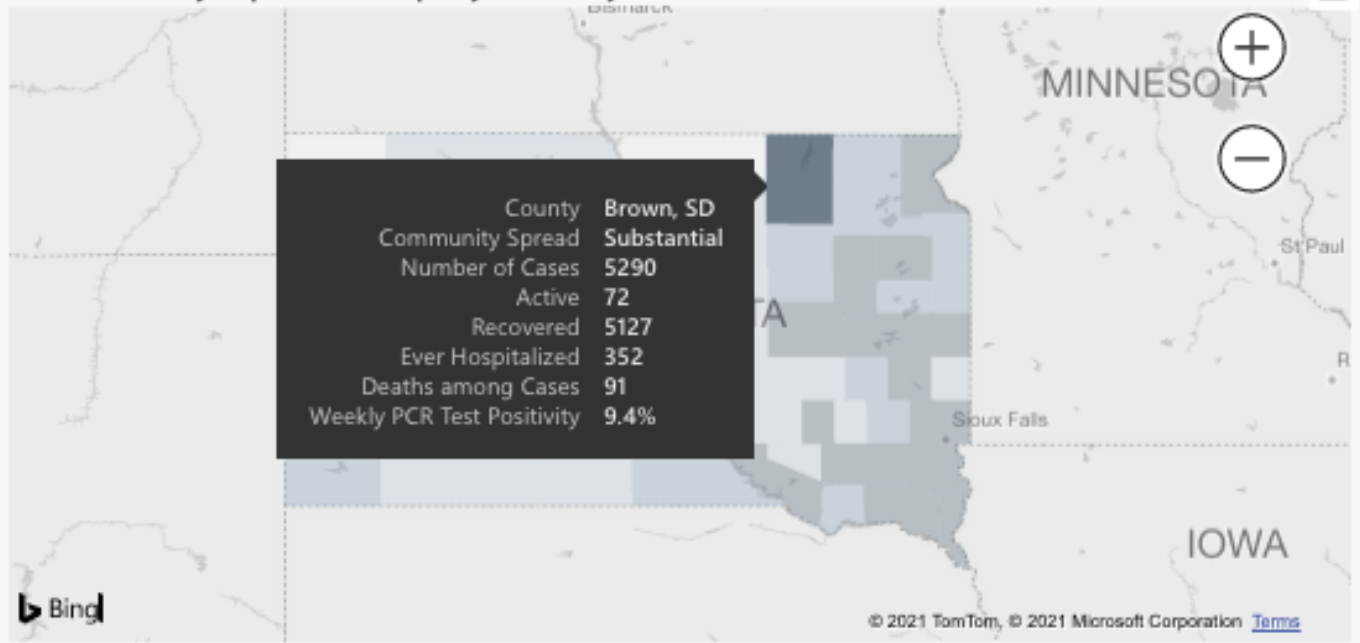 Bismarck
MINNESOTA
County Brown, SD
Community Spread Substantial
Number of Cases 5290
Active 72
Recovered 5127
Ever Hospitalized 352
Deaths among Cases 91
Weekly PCR Test Positivity 9.4%
St Paul
TA
R
Sioux Falls
IOWA
Bing
© 2021 TomTom, © 2021 Microsoft Corporation Terms